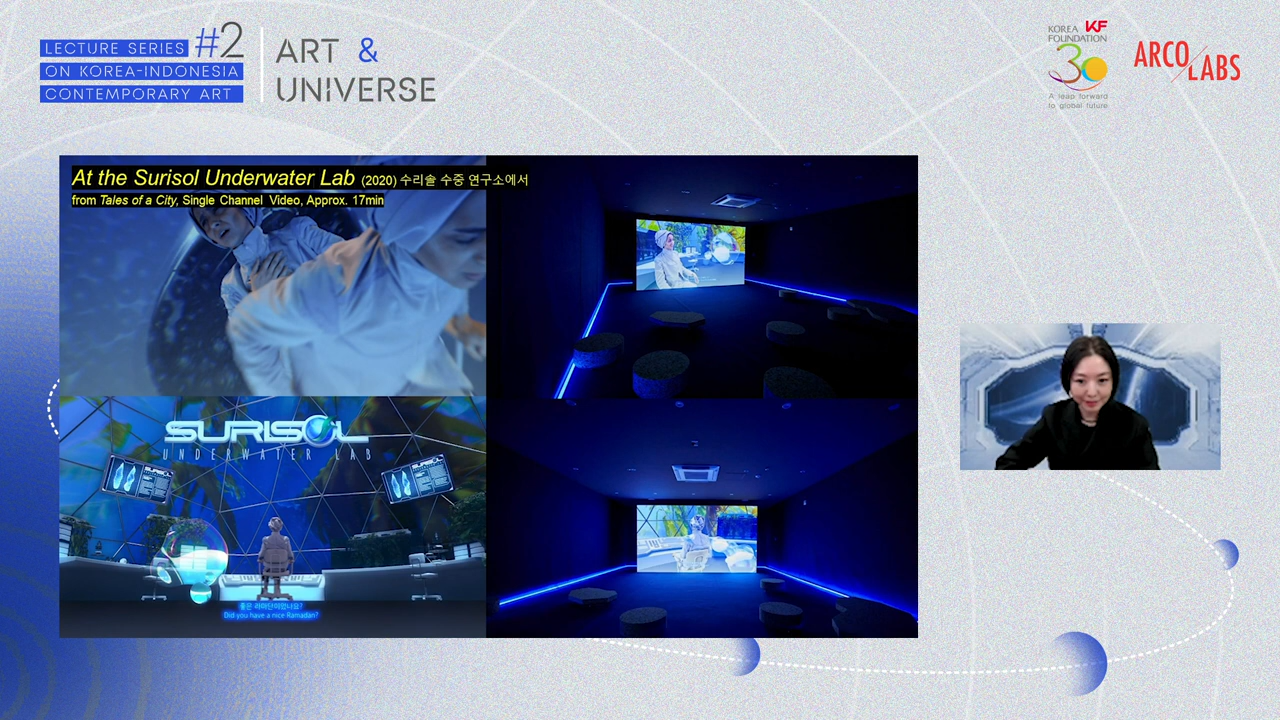 LECTURE SERIES #2
ON KOREA-INDONESIA
CONTEMPORARY ART
ART &
UNIVERSE
KOREA KF
FOUNDATION
30
A leap forward
to global future
ARCO LABS
At the Surisol Underwater Lab (2020) 수리솔 수중 연구소에서
from Tales of a City, Single Channel Video, Approx. 17min
SURISOL
UNDERWATER LAB
좋은 라마단이었나요?
Did you have a nice Ramadan?